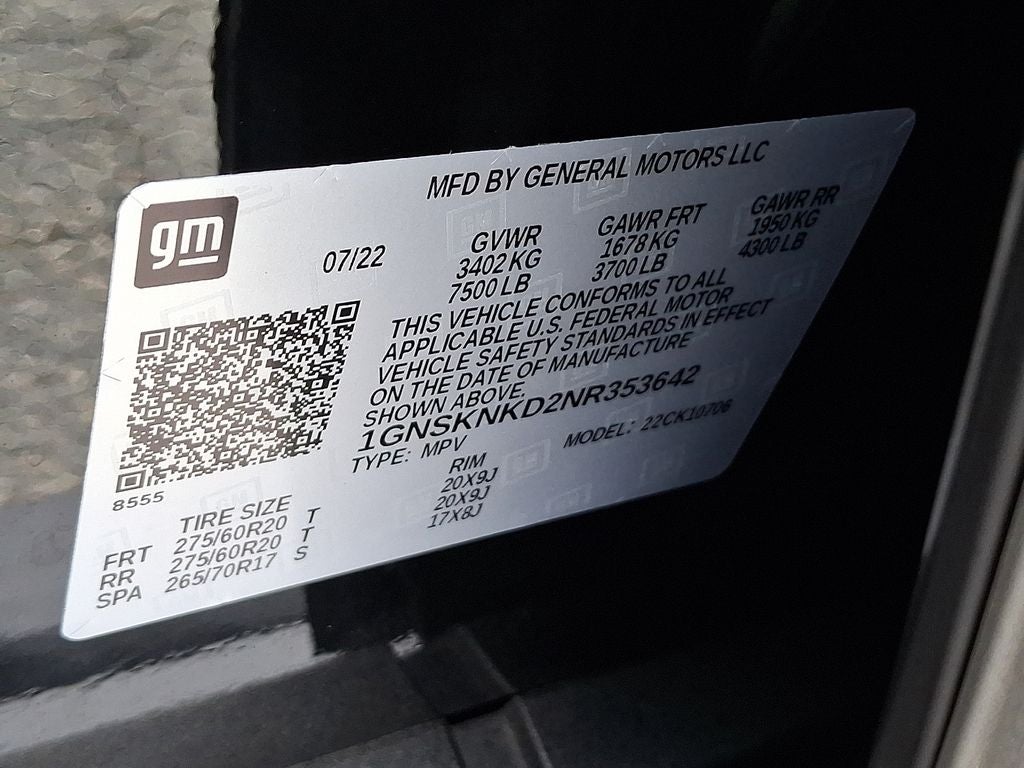 MFD BY GENERAL MOTORS LLC
gm
07/22
GVWR
3402 KG
7500 LB
GAWR FRT
1678 KG
3700 LB
GAWR RR
1950 KG
4300 LB
THIS VEHICLE CONFORMS TO ALL
APPLICABLE U.S. FEDERAL MOTOR
VEHICLE SAFETY STANDARDS IN EFFECT
ON THE DATE OF MANUFACTURE
SHOWN ABOVE.
1GNSKNKD2NR353642
TYPE: MPV MODEL: 22CK10706
8555
TIRE SIZE RIM
FRT 275/60R20 T 20X9J
RR 275/60R20 T 20X9J
SPA 265/70R17 S 17X8J